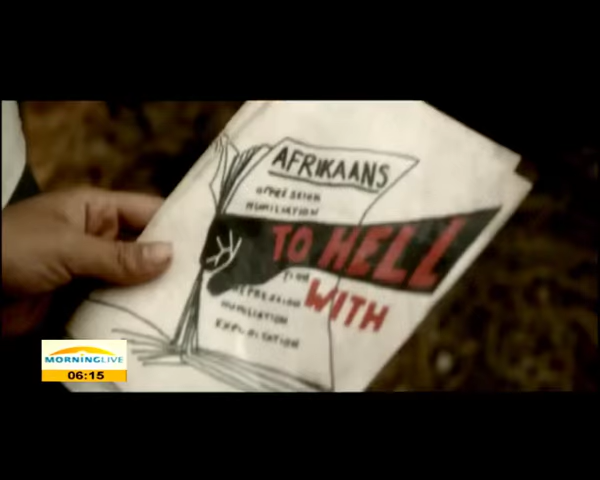 AFRIKAANS
OPPRESSION
HUMILIATION
TO HELL
WITH
HUMILIATION
EXPLOITATION
MORNINGLIVE
06:15